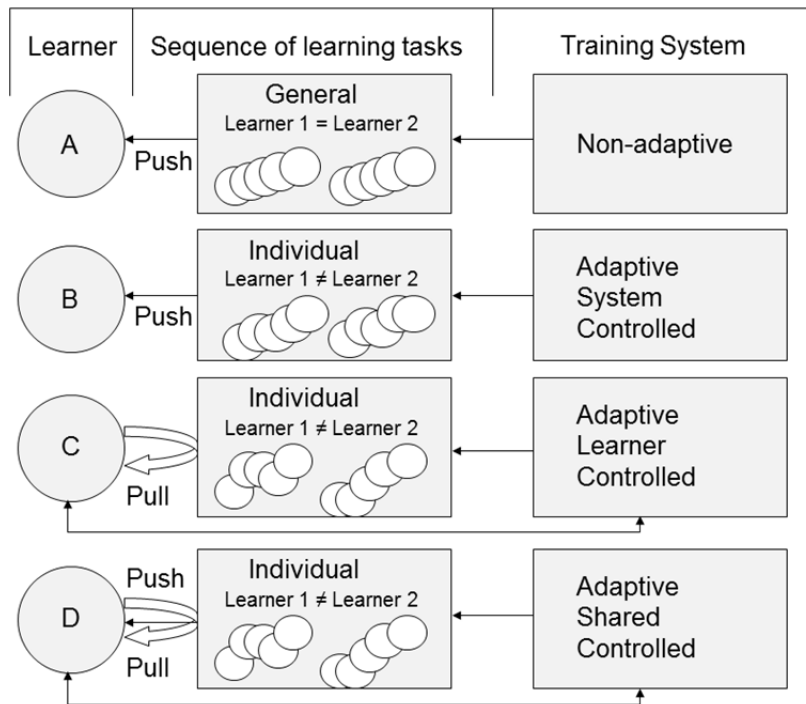 Learner
Sequence of learning tasks
Training System
A
Push
General
Learner 1 = Learner 2
Non-adaptive
B
Push
Individual
Learner 1 ≠ Learner 2
Adaptive
System
Controlled
C
Pull
Individual
Learner 1 ≠ Learner 2
Adaptive
Learner
Controlled
D
Push
Pull
Individual
Learner 1 ≠ Learner 2
Adaptive
Shared
Controlled